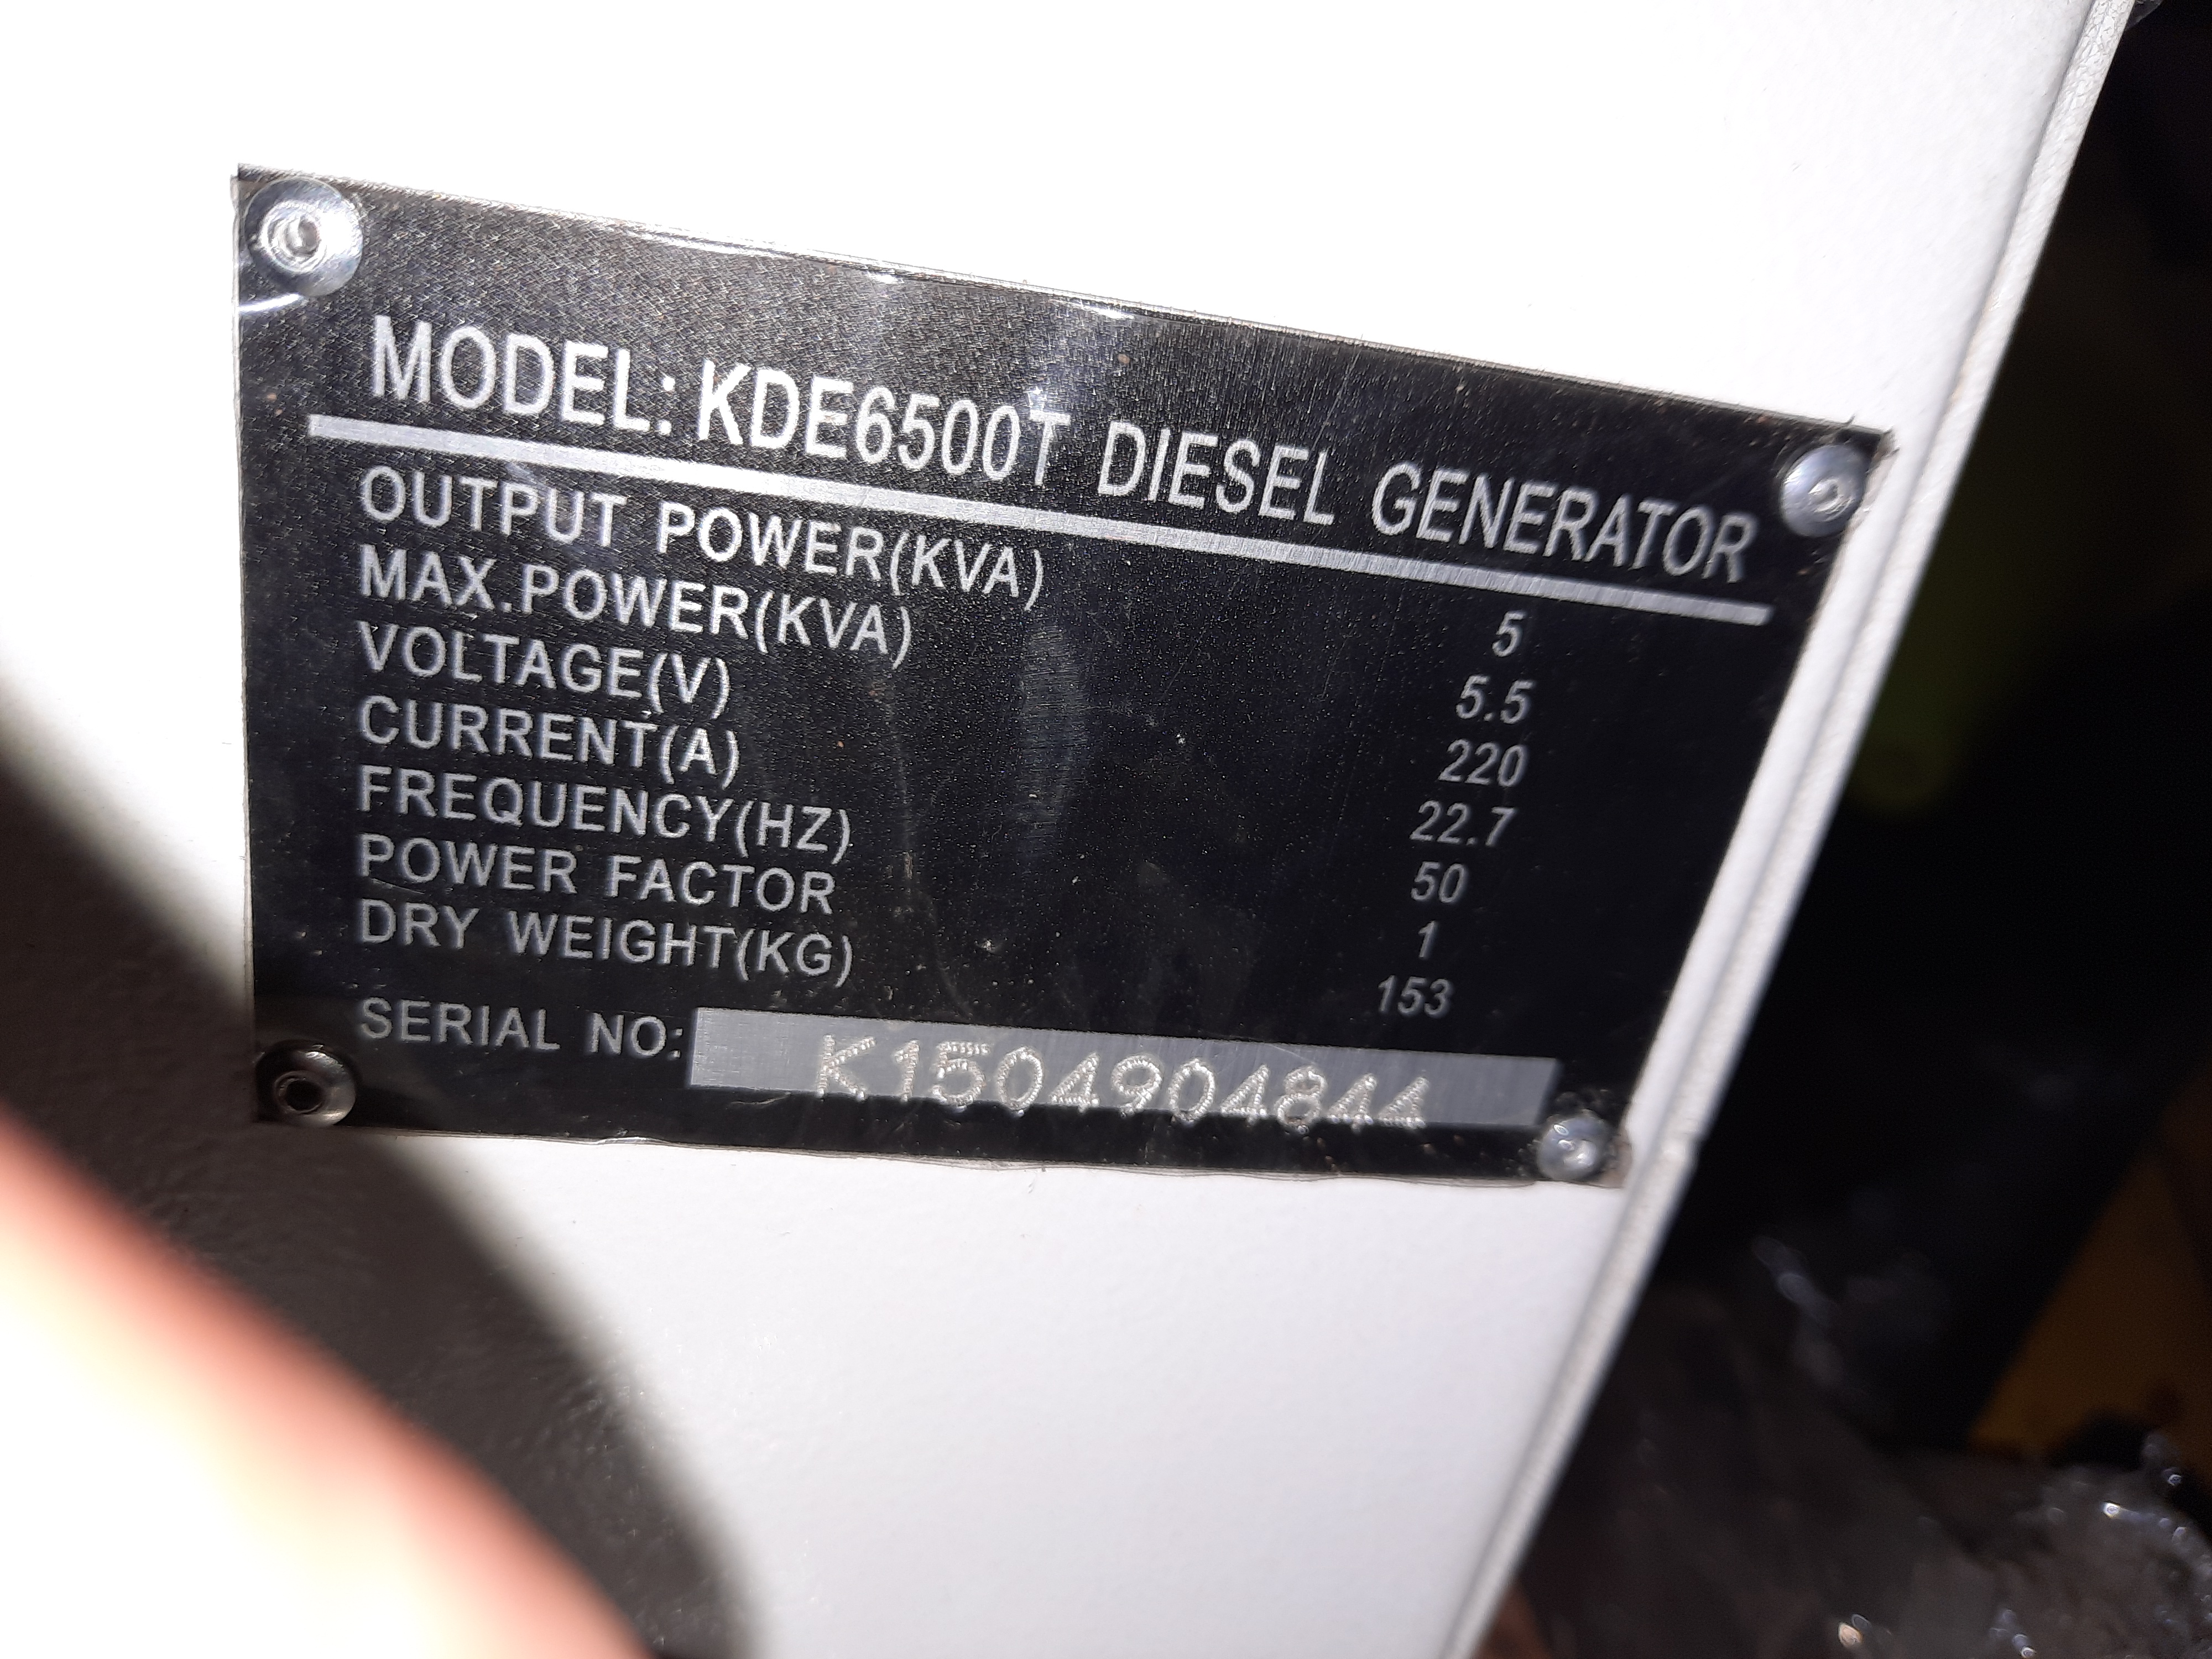 MODEL: KDE6500T DIESEL GENERATOR
OUTPUT POWER(KVA) 5
MAX.POWER(KVA) 5.5
VOLTAGE(V) 220
CURRENT(A) 22.7
FREQUENCY(HZ) 50
POWER FACTOR 1
DRY WEIGHT(KG) 153
SERIAL NO: K1504904844